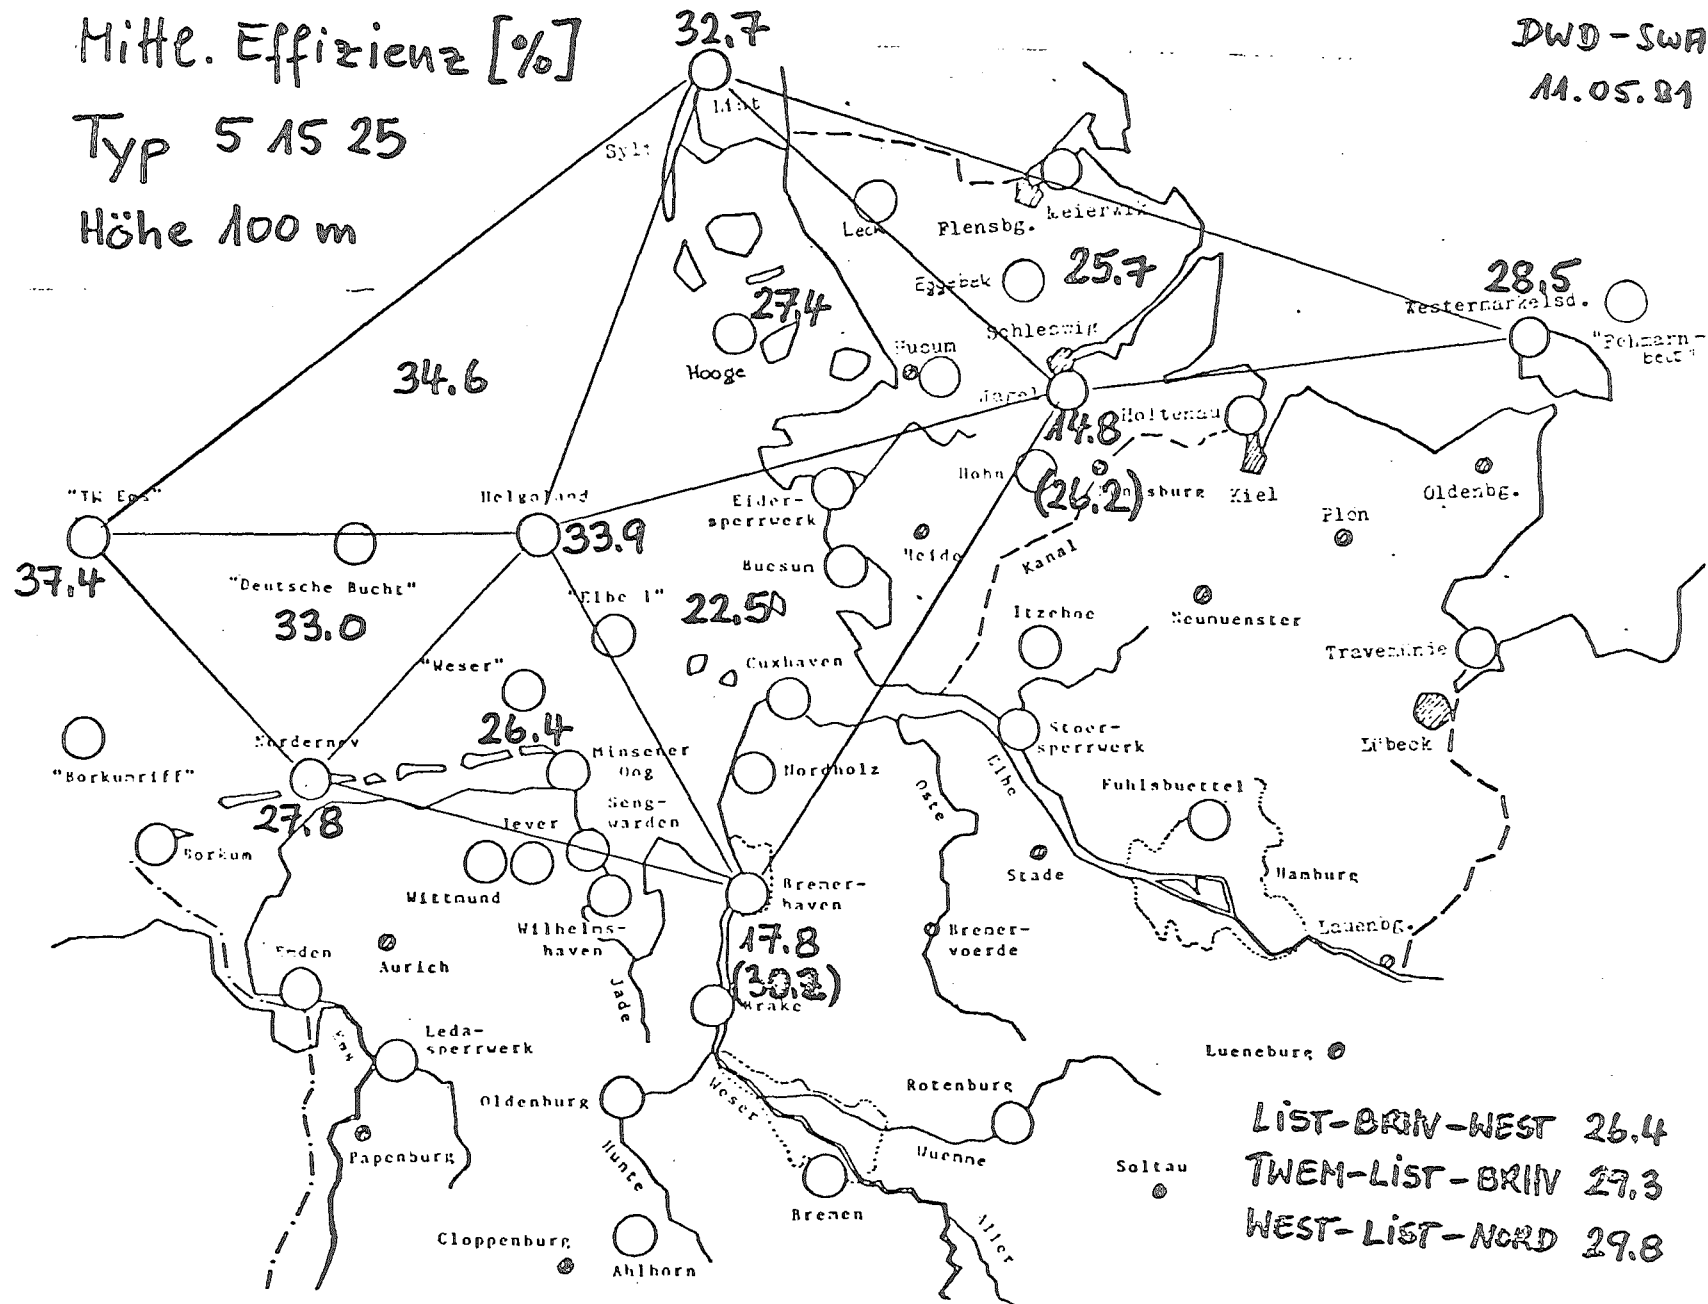 Mittl. Effizienz [%]
Typ 5 15 25
Höhe 100 m
DWD-SWA
11.05.81
32.7
List
Sylt
Leck
Flensbg.
Meierwik
Eggebek
25.7
28.5
Westermarkelsd.
"Fehmarn-
belt"
27.4
Schleswig
Hooge
Husum
34.6
Jagel
14.8
Holtenau
"TW Ems"
Helgoland
33.9
37.4
Eider-
sperrwerk
Hohn
(26.2)
Kiel
Oldenbg.
Plön
Heide
Buesum
Kanal
"Deutsche Bucht"
33.0
"Elbe 1"
22.5
Itzehoe
Neumuenster
Travemünde
"Weser"
Cuxhaven
26.4
Stoer-
sperrwerk
Lübeck
Norderney
"Borkumriff"
Minsener
Oog
Nordholz
Elbe
Fuhlsbuettel
27.8
Seng-
warden
Jever
Oste
Borkum
Stade
Hamburg
Wittmund
Bremer-
haven
Wilhelms-
haven
17.8
(30.2)
Bremer-
voerde
Lauenbg.
Emden
Aurich
Jade
Brake
Ems
Leda-
sperrwerk
Lueneburg
Oldenburg
Weser
Rotenburg
Papenburg
Hunte
Wuemme
Soltau
Bremen
Aller
Cloppenburg
Ahlhorn
LIST-BRHV-WEST 26.4
TWEM-LIST-BRHV 29.3
WEST-LIST-NORD 29.8